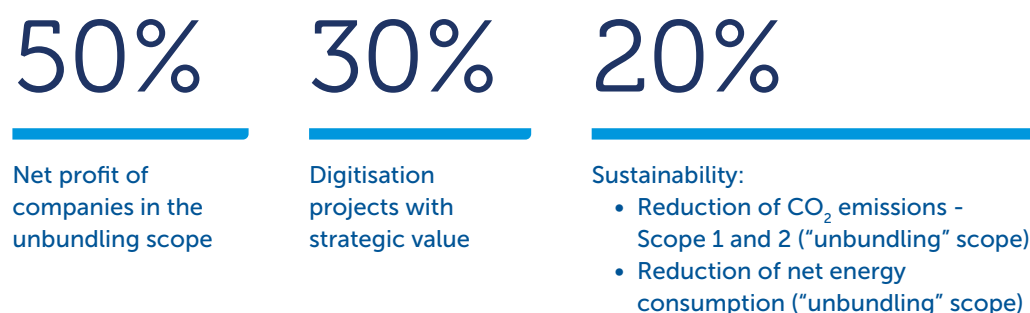 50%
30%
20%
Net profit of
companies in the
unbundling scope
Digitisation
projects with
strategic value
Sustainability:
• Reduction of CO₂ emissions -
Scope 1 and 2 (“unbundling” scope)
• Reduction of net energy
consumption (“unbundling” scope)